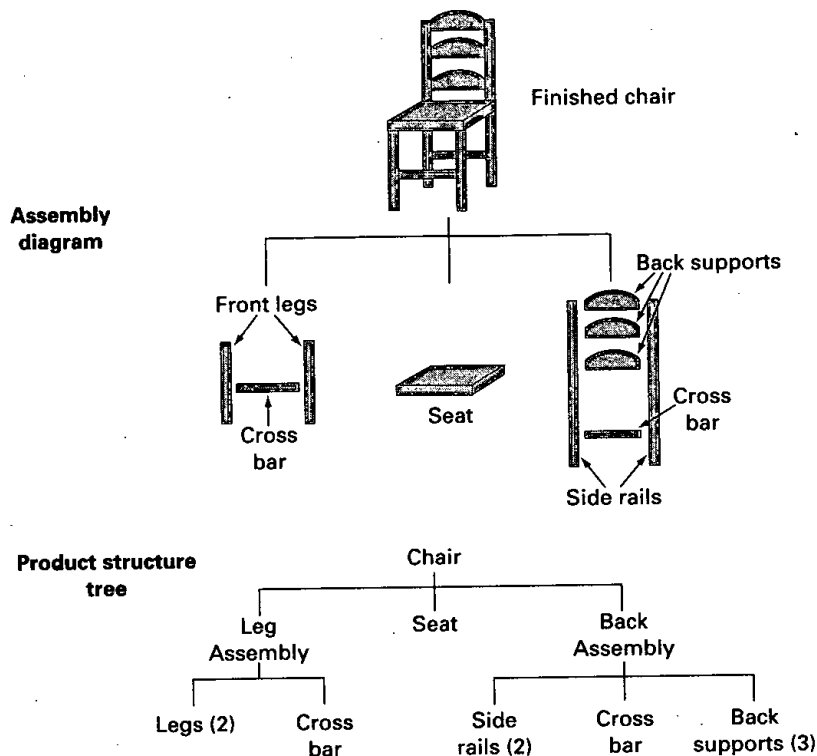 Finished chair
Assembly
diagram
Back supports
Front legs
Cross
bar
Seat
Cross
bar
Side rails
Product structure
tree
Chair
Leg
Assembly
Seat
Back
Assembly
Legs (2)
Cross
bar
Side
rails (2)
Cross
bar
Back
supports (3)